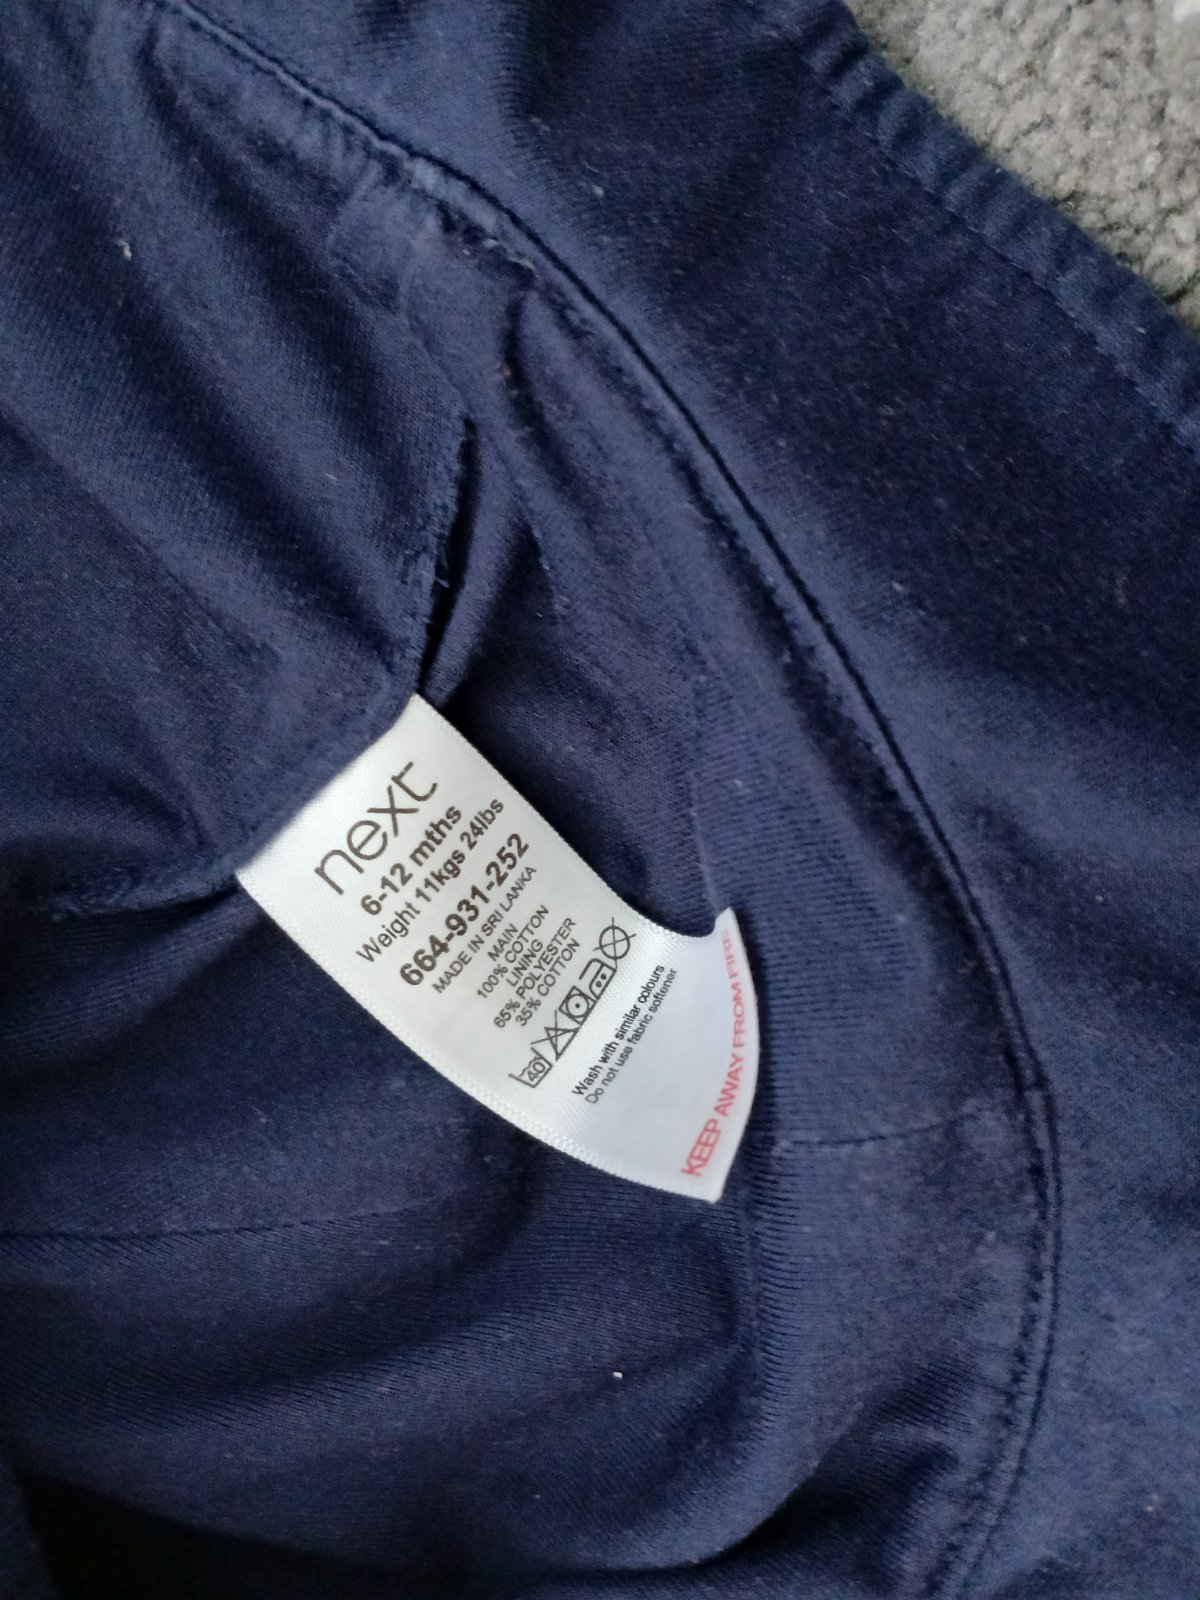 next
6-12 mths
Weight 11kgs 24lbs
664-931-252
MADE IN SRI LANKA
MAIN
100% COTTON
LINING
65% POLYESTER
35% COTTON
40
Wash with similar colours
Do not use fabric softener
KEEP AWAY FROM FIRE